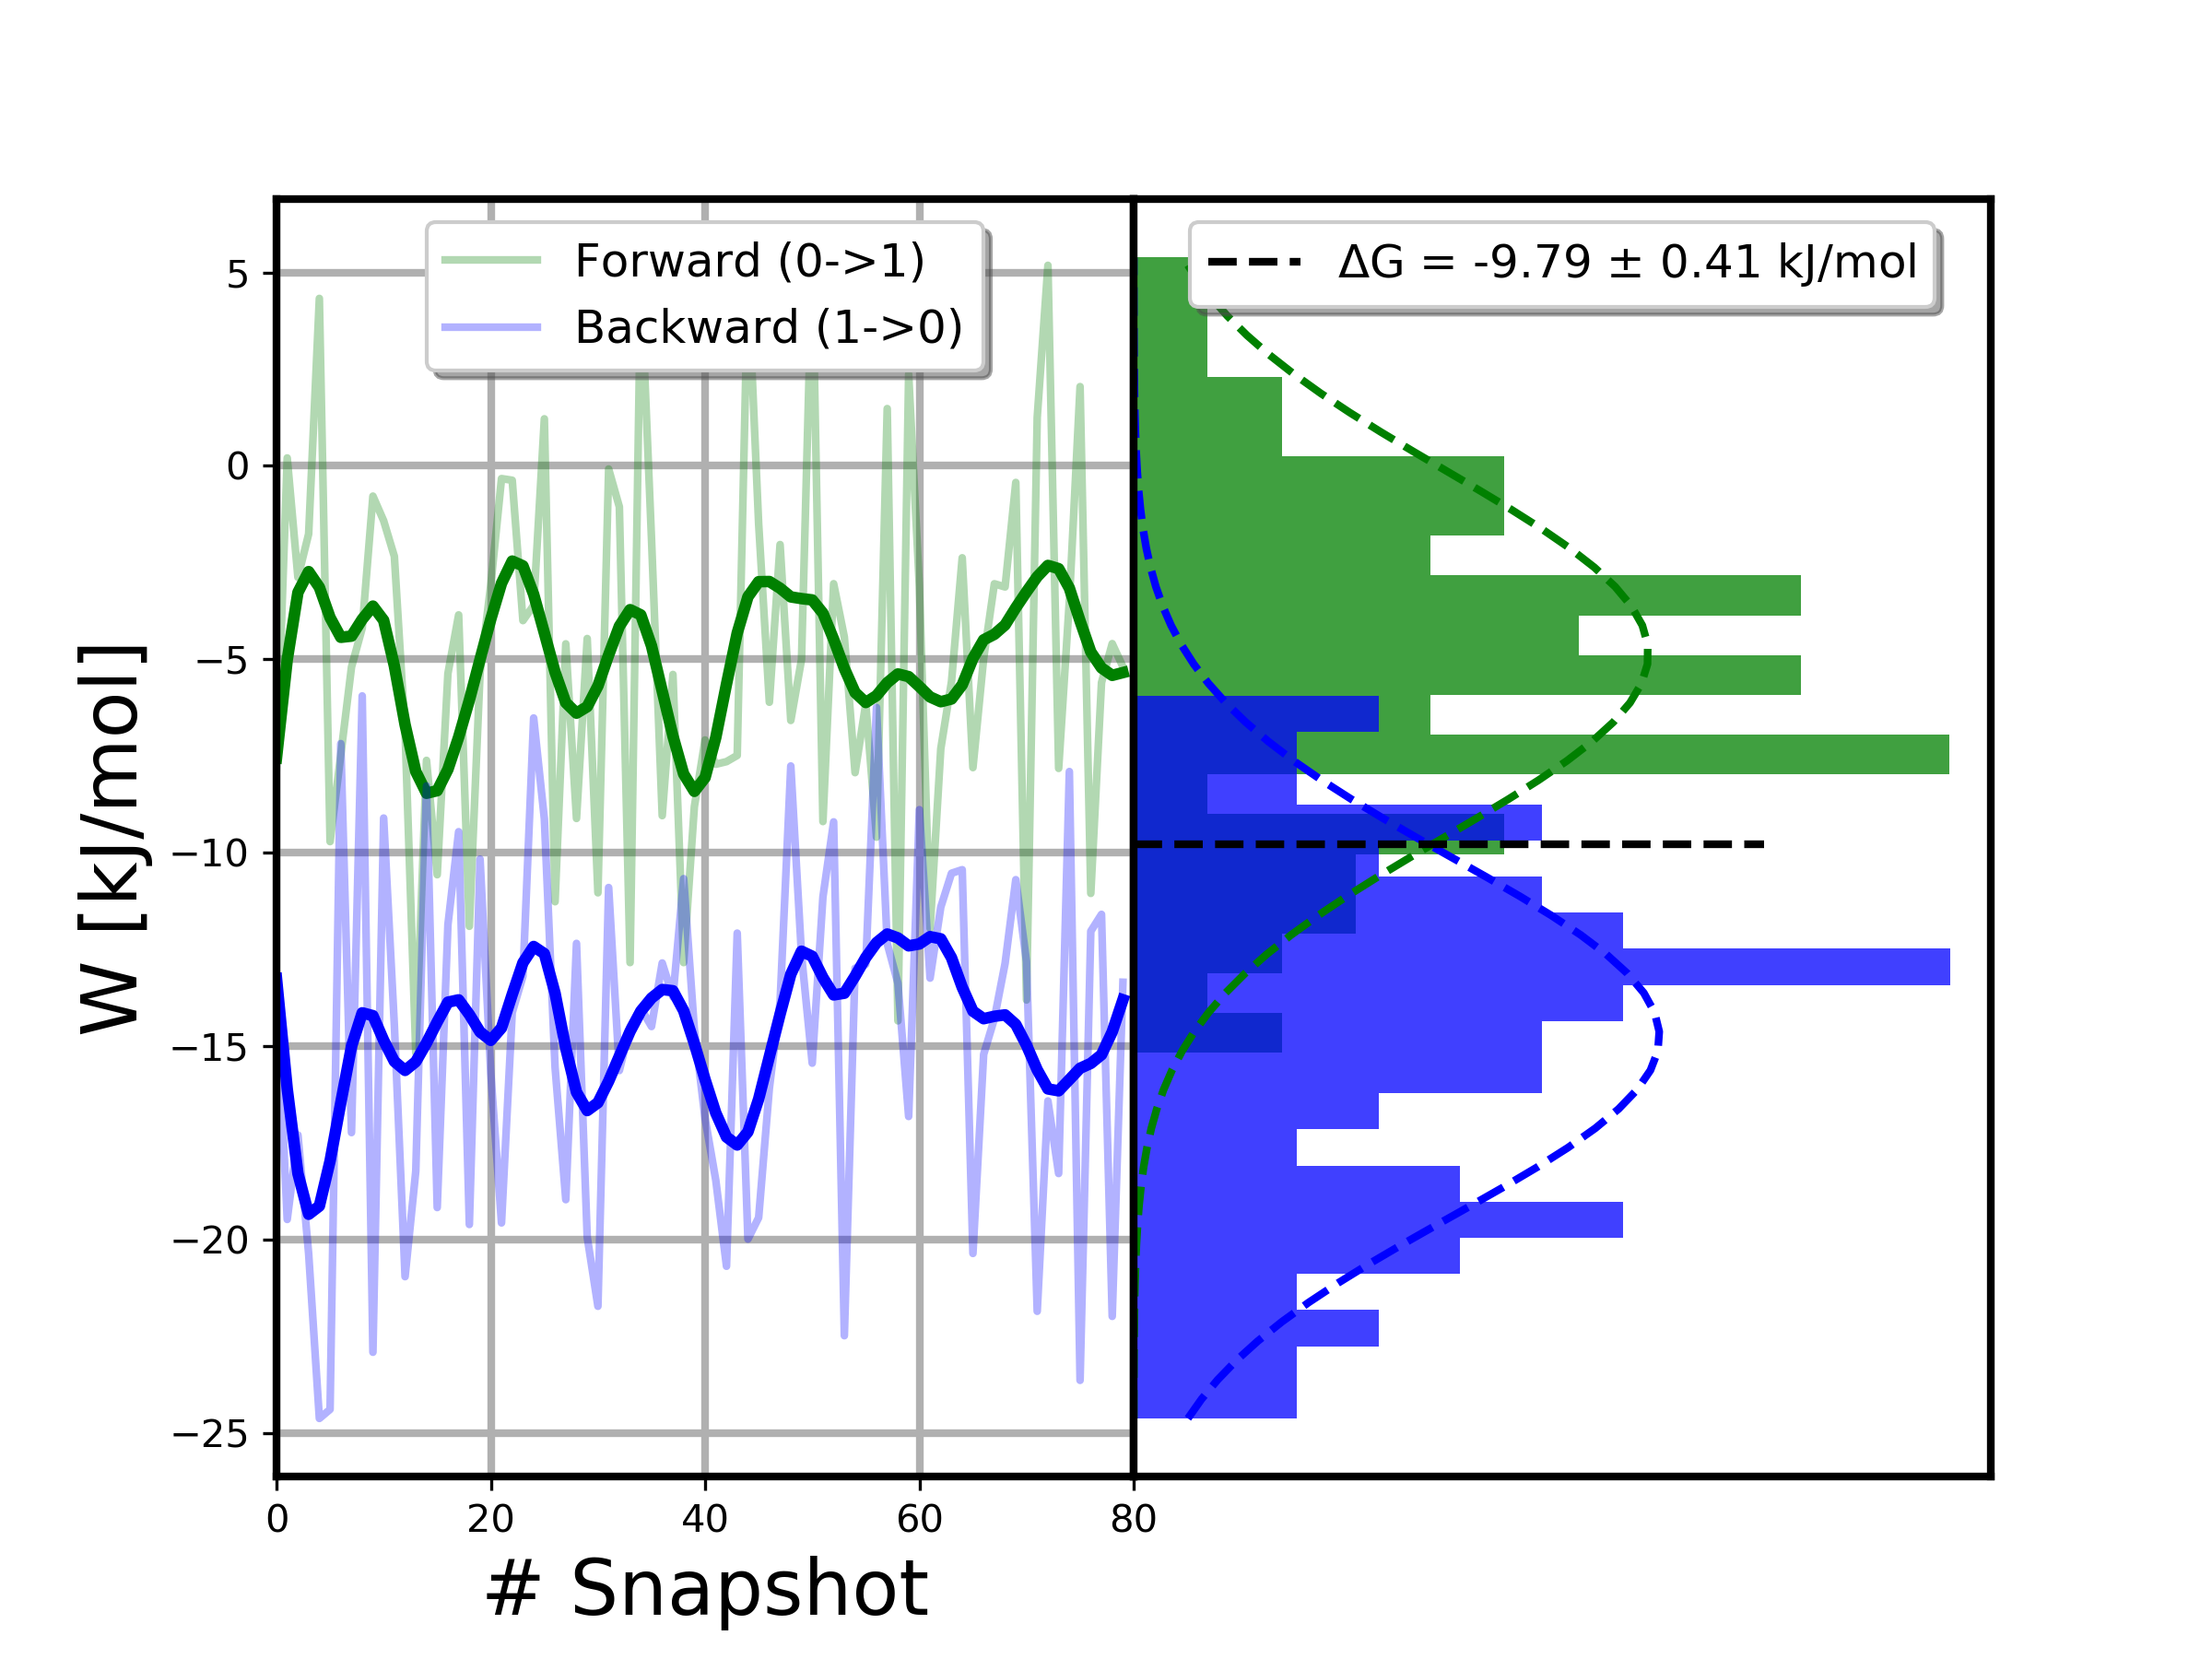 Forward (0->1)
Backward (1->0)
ΔG = -9.79 ± 0.41 kJ/mol
W [kJ/mol]
5
0
−5
−10
−15
−20
−25
0 20 40 60 80
# Snapshot